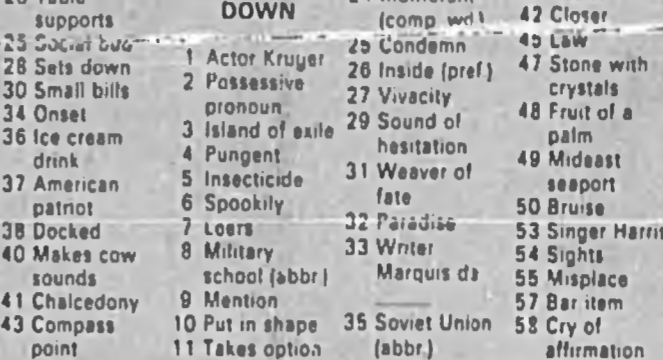 supports
28 Sets down
30 Small bills
34 Onset
36 Ice cream
drink
37 American
patriot
38 Docked
40 Makes cow
sounds
41 Chalcedony
43 Compass
point
DOWN
1 Actor Kruger
2 Possessive
pronoun
3 Island of exile
4 Pungent
5 Insecticide
6 Spookily
7 Loers
8 Military
school (abbr.)
9 Mention
10 Put in shape
11 Takes option
(comp. wd.)
25 Condemn
26 Inside (pref.)
27 Vivacity
29 Sound of
hesitation
31 Weaver of
fate
32 Paradise
33 Writer
Marquis da
35 Soviet Union
(abbr.)
42 Closer
45 Law
47 Stone with
crystals
48 Fruit of a
palm
49 Mideast
seaport
50 Bruise
53 Singer Harris
54 Sights
55 Misplace
57 Bar item
58 Cry of
affirmation